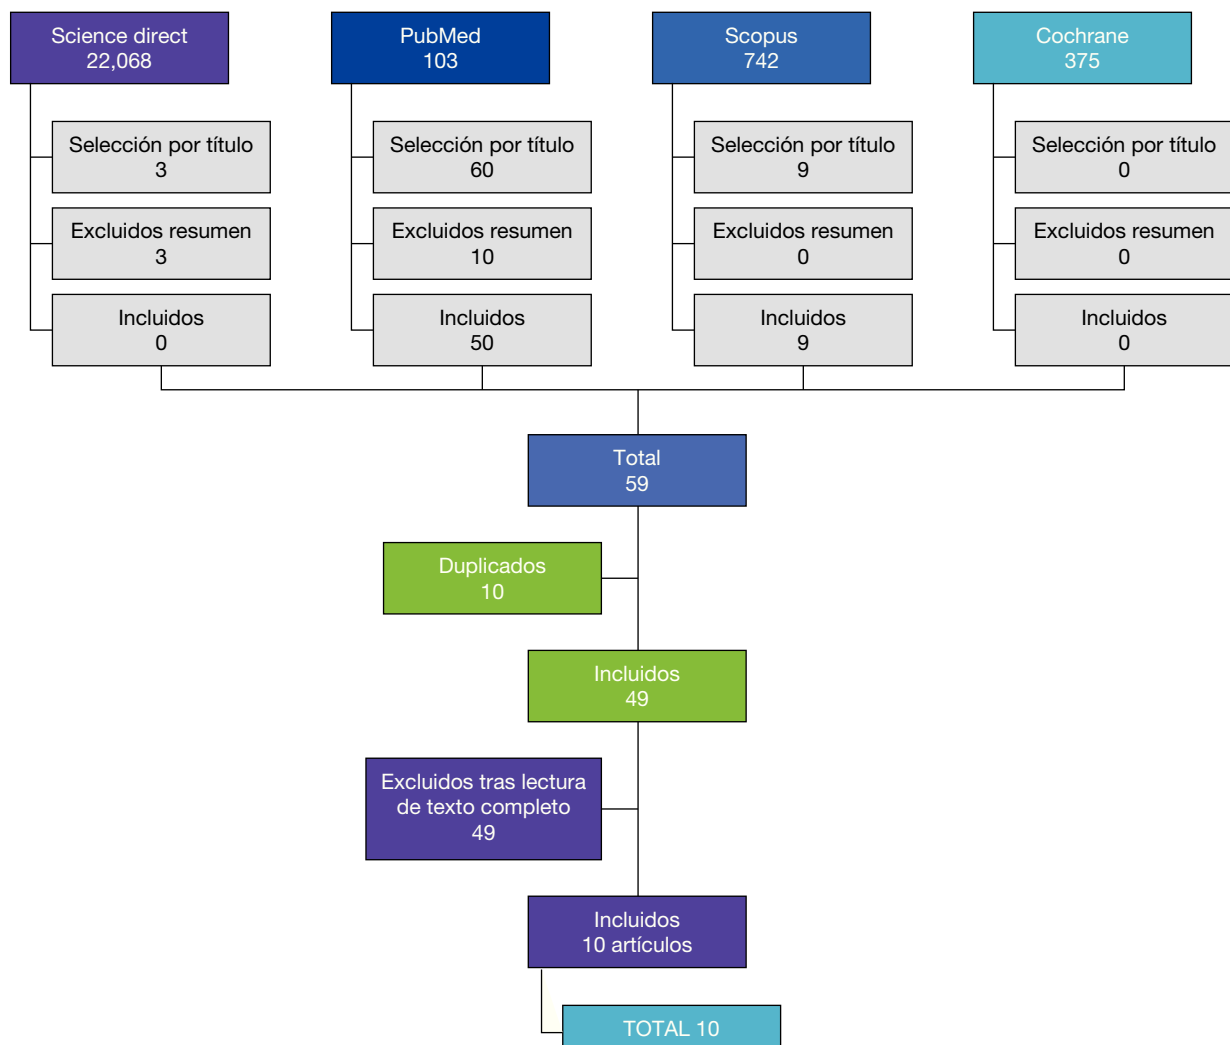 Science direct
22,068
PubMed
103
Scopus
742
Cochrane
375
Selección por título
3
Selección por título
60
Selección por título
9
Selección por título
0
Excluidos resumen
3
Excluidos resumen
10
Excluidos resumen
0
Excluidos resumen
0
Incluidos
0
Incluidos
50
Incluidos
9
Incluidos
0
Total
59
Duplicados
10
Incluidos
49
Excluidos tras lectura
de texto completo
49
Incluidos
10 artículos
TOTAL 10